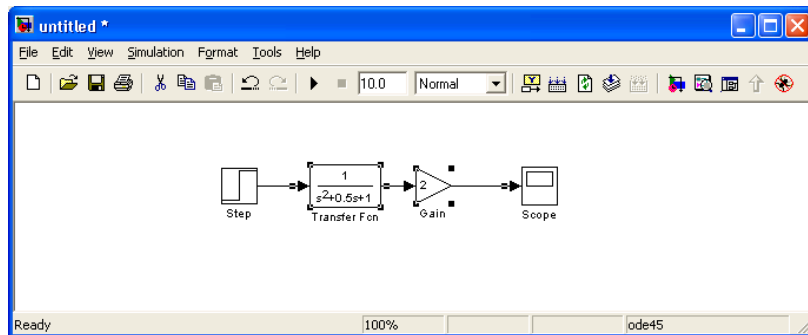 untitled *
File Edit View Simulation Format Tools Help
10.0 Normal
1
s2+0.5s+1
2
Step Transfer Fcn Gain Scope
Ready 100% ode45